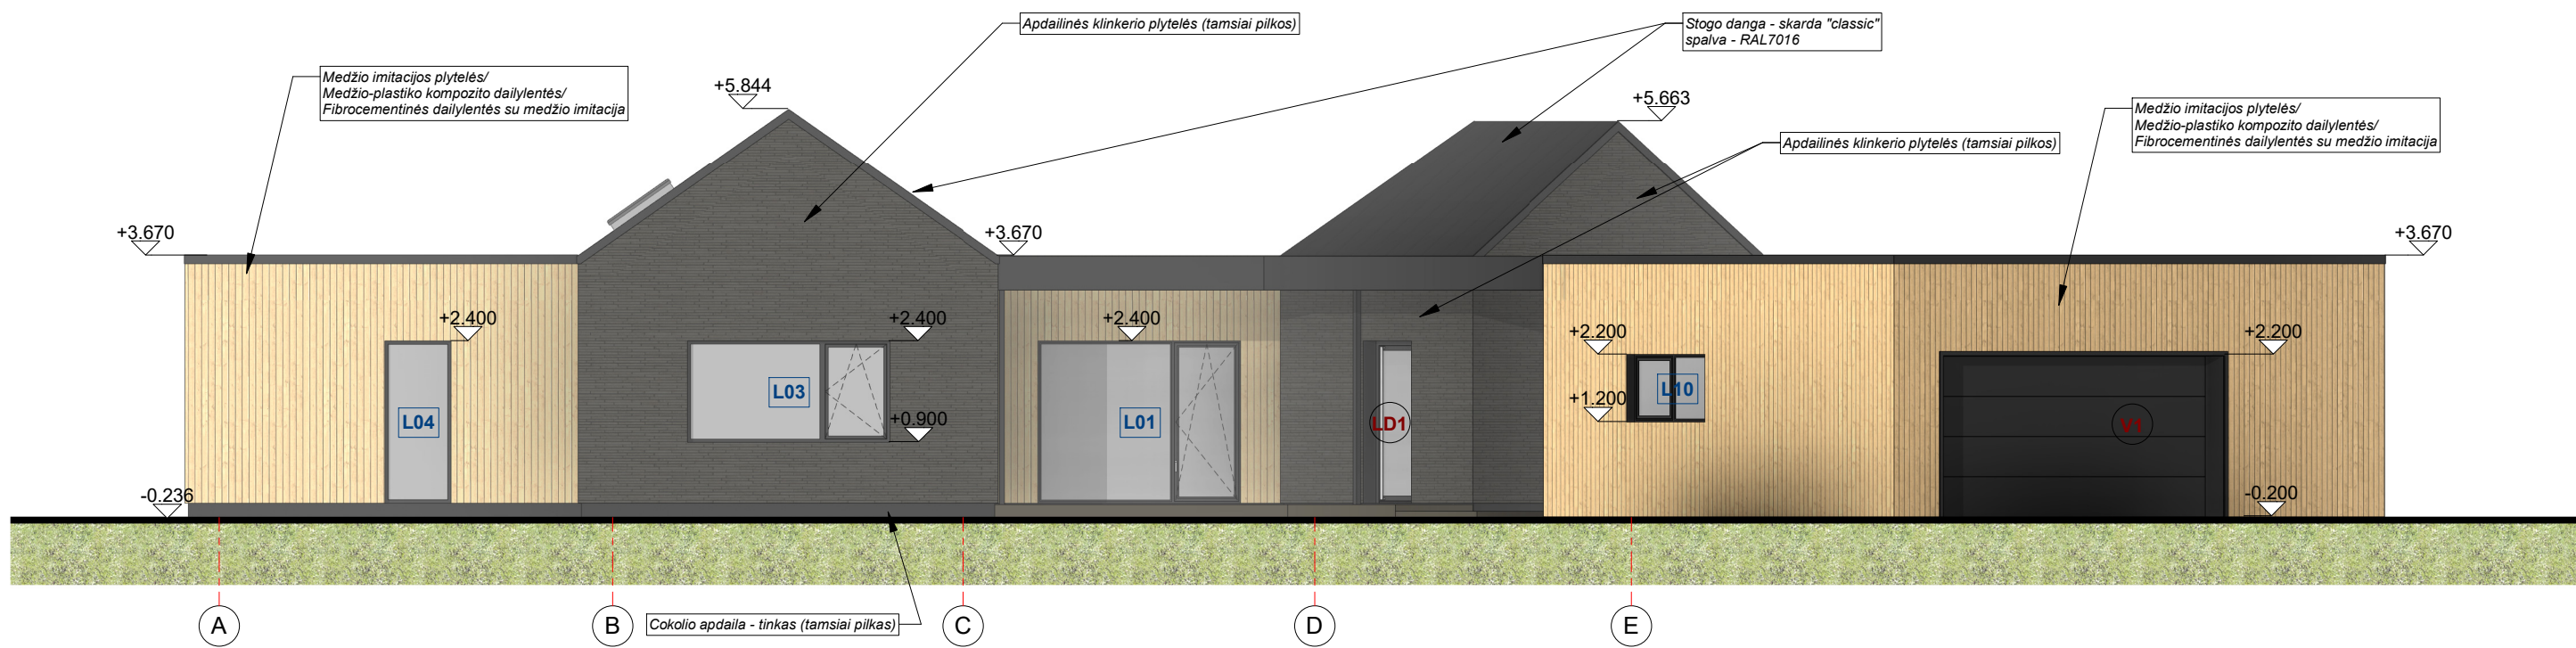 Apdailinės klinkerio plytelės (tamsiai pilkos)
Stogo danga - skarda "classic"
spalva - RAL7016
Medžio imitacijos plytelės/
Medžio-plastiko kompozito dailylentės/
Fibrocementinės dailylentės su medžio imitacija
+5.844
+5.663
Medžio imitacijos plytelės/
Medžio-plastiko kompozito dailylentės/
Fibrocementinės dailylentės su medžio imitacija
Apdailinės klinkerio plytelės (tamsiai pilkos)
+3.670
+3.670
+3.670
+2.400
+2.400
+2.400
+2.200
+2.200
L04
L03
+0.900
L01
LD1
+1.200
L10
V1
-0.236
-0.200
A
B
Cokolio apdaila - tinkas (tamsiai pilkas)
C
D
E